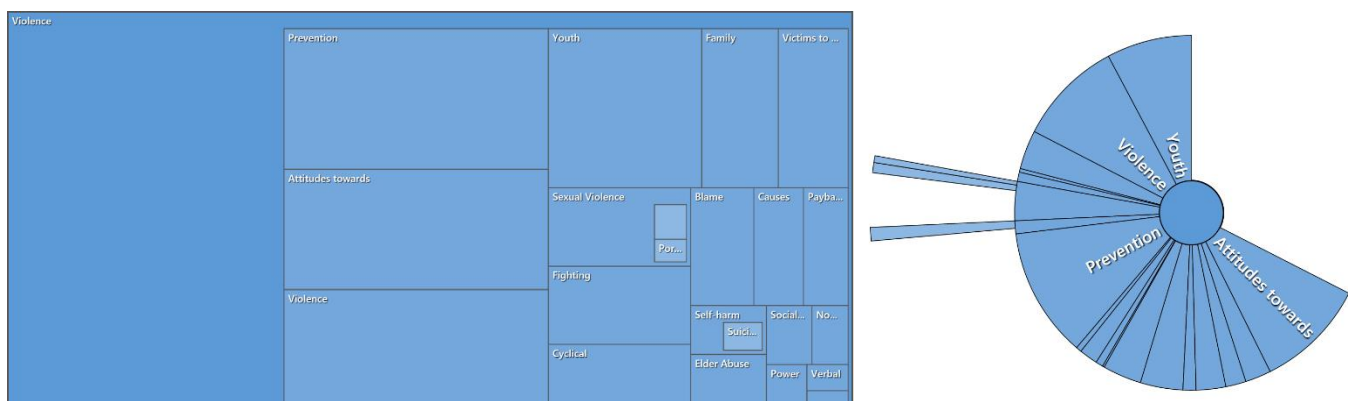 Violence
Prevention
Youth
Family
Victims to ...
Attitudes towards
Sexual Violence
Blame
Causes
Payba...
Por...
Fighting
Violence
Self-harm
Social...
No...
Suici...
Cyclical
Elder Abuse
Power
Verbal
Youth
Violence
Prevention
Attitudes towards